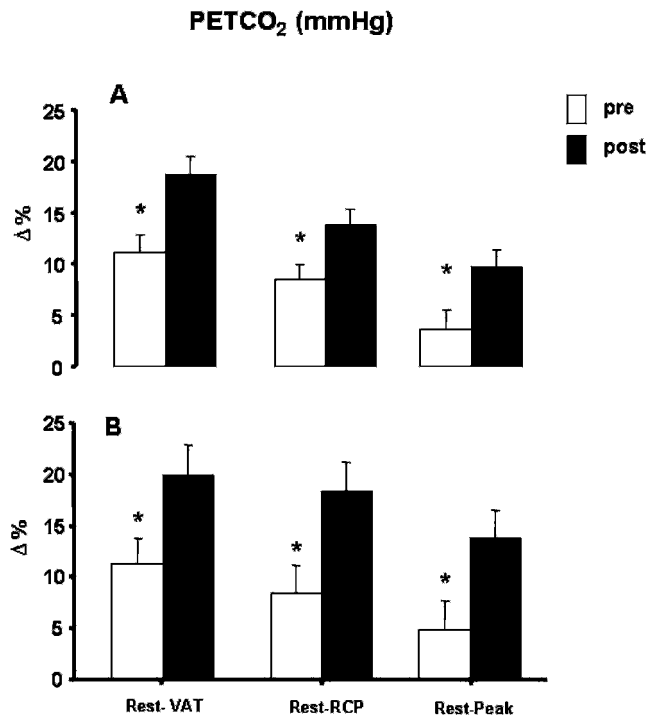 PETCO₂ (mmHg)
A
pre
post
25
20
15
10
5
0
Δ %
*
*
*
B
25
20
15
10
5
0
Δ %
*
*
*
Rest-VAT
Rest-RCP
Rest-Peak